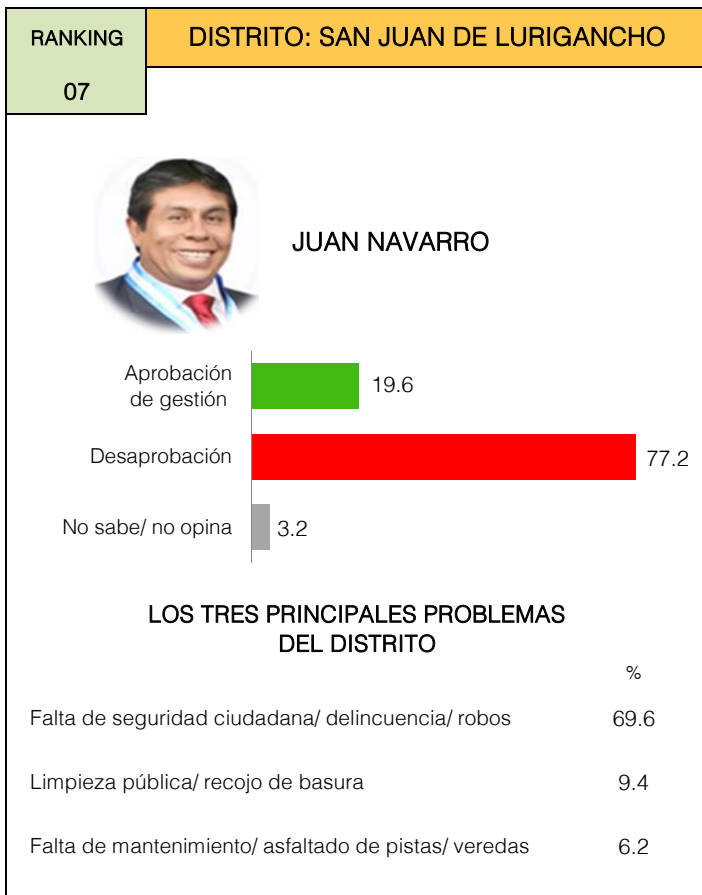 RANKING
07
DISTRITO: SAN JUAN DE LURIGANCHO
JUAN NAVARRO
Aprobación
de gestión
19.6
Desaprobación
77.2
No sabe/ no opina
3.2
LOS TRES PRINCIPALES PROBLEMAS
DEL DISTRITO
%
Falta de seguridad ciudadana/ delincuencia/ robos 69.6
Limpieza pública/ recojo de basura 9.4
Falta de mantenimiento/ asfaltado de pistas/ veredas 6.2